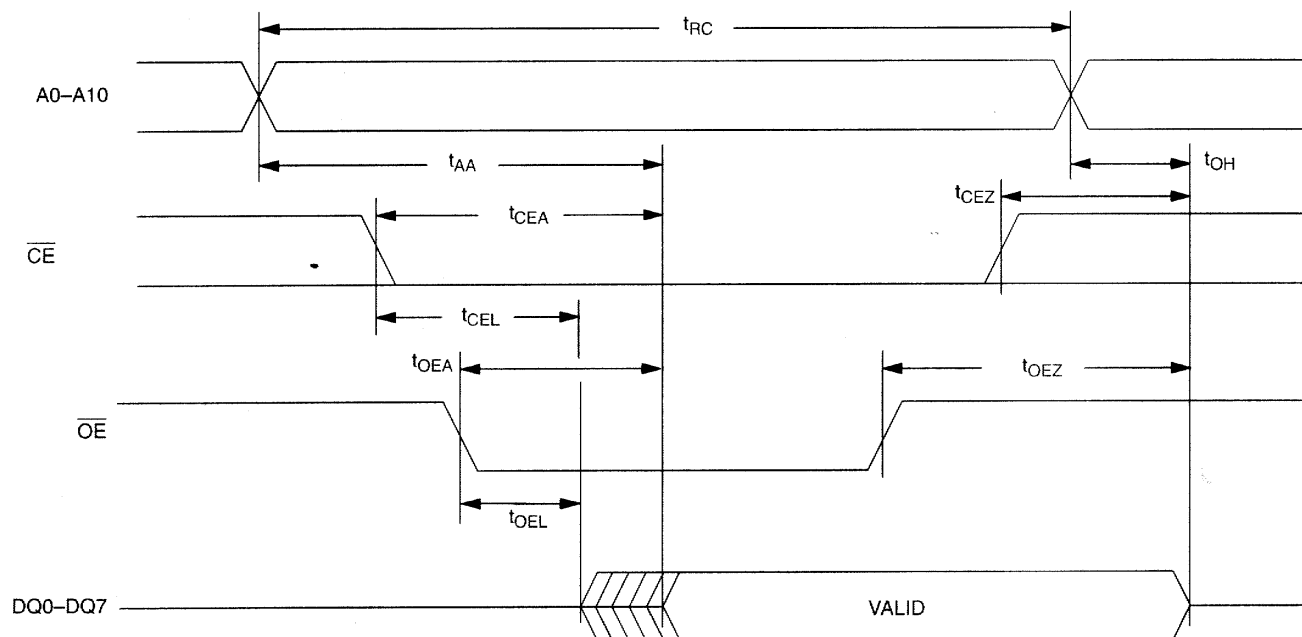 tRC
A0–A10
tAA
tOH
tCEZ
tCEA
CE
tCEL
tOEA
tOEZ
OE
tOEL
DQ0–DQ7
VALID